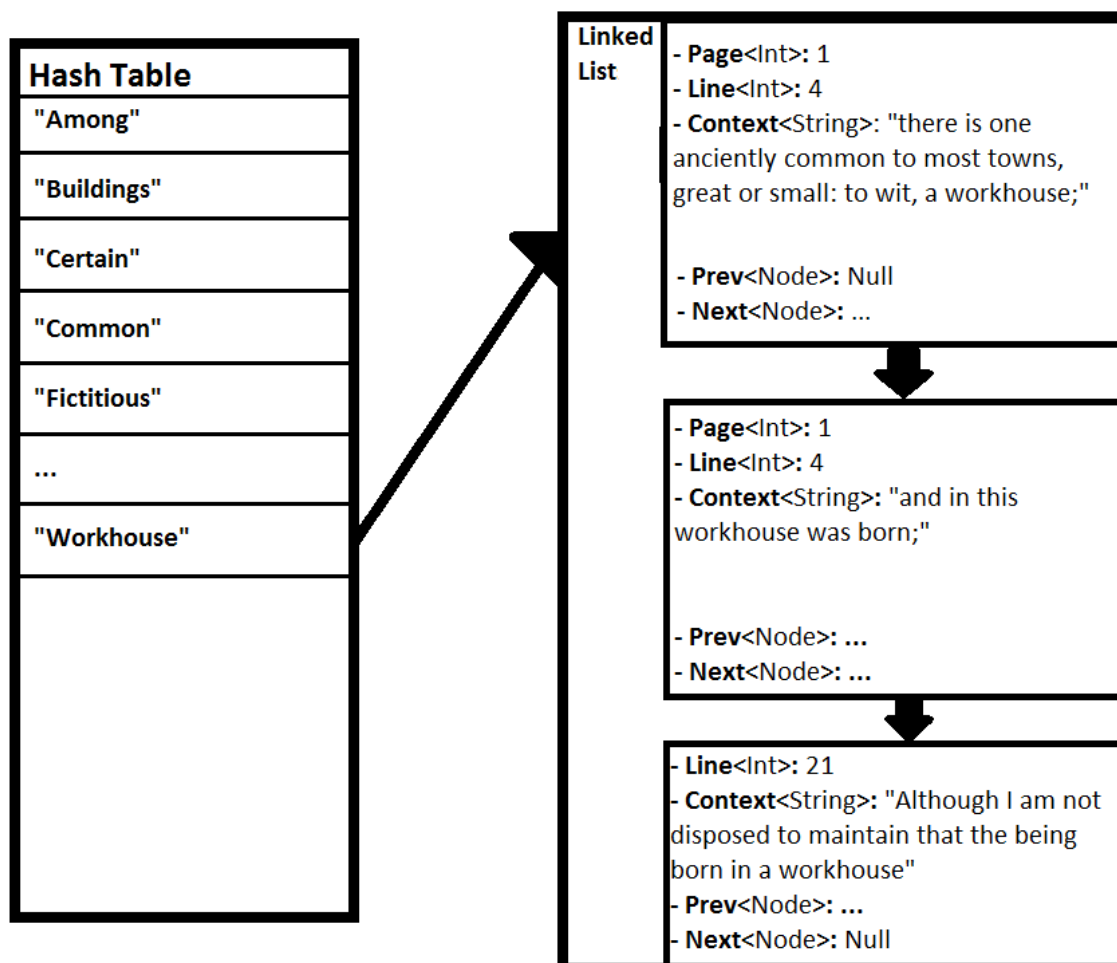 Hash Table
"Among"
"Buildings"
"Certain"
"Common"
"Fictitious"
...
"Workhouse"
Linked
List
- Page<Int>: 1
- Line<Int>: 4
- Context<String>: "there is one
anciently common to most towns,
great or small: to wit, a workhouse;"
- Prev<Node>: Null
- Next<Node>: ...
- Page<Int>: 1
- Line<Int>: 4
- Context<String>: "and in this
workhouse was born;"
- Prev<Node>: ...
- Next<Node>: ...
- Line<Int>: 21
- Context<String>: "Although I am not
disposed to maintain that the being
born in a workhouse"
- Prev<Node>: ...
- Next<Node>: Null